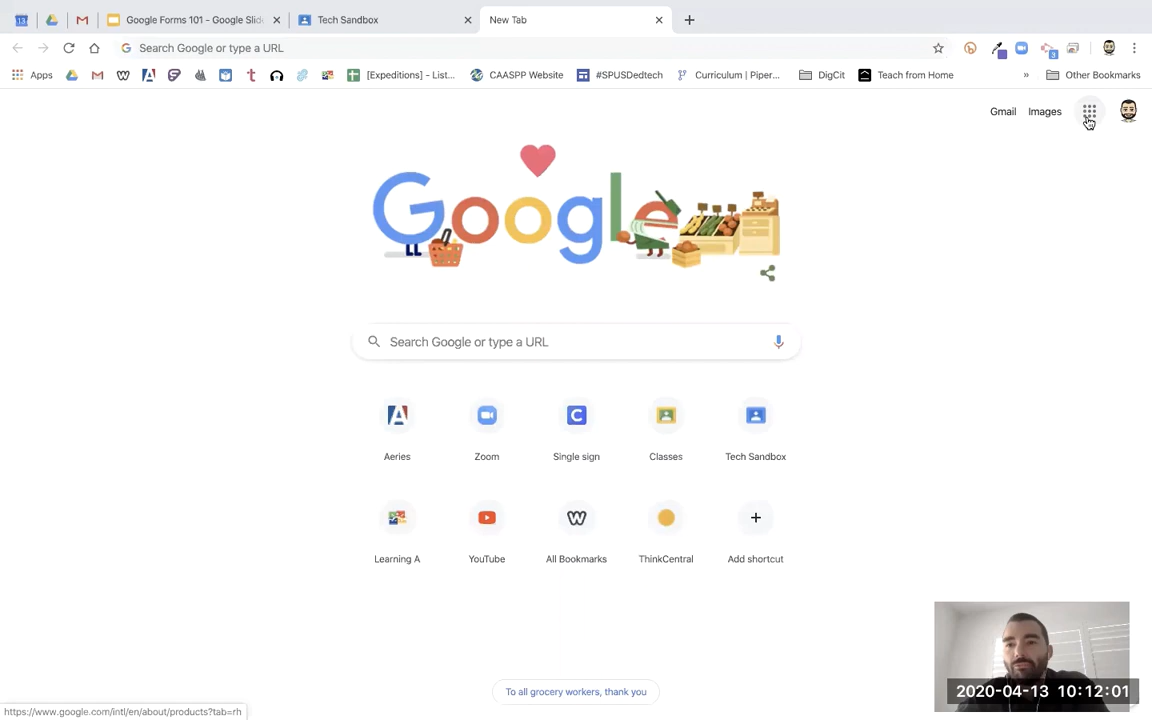 13
Google Forms 101 - Google Slid
Tech Sandbox
New Tab
Search Google or type a URL
3
Apps
[Expeditions] - List...
CAASPP Website
#SPUSDedtech
Curriculum | Piper...
DigCit
Teach from Home
»
Other Bookmarks
Gmail
Images
Google
Search Google or type a URL
Aeries
Zoom
Single sign
Classes
Tech Sandbox
Learning A
YouTube
All Bookmarks
ThinkCentral
Add shortcut
To all grocery workers, thank you
https://www.google.com/intl/en/about/products?tab=rh
2020-04-13 10:12:01